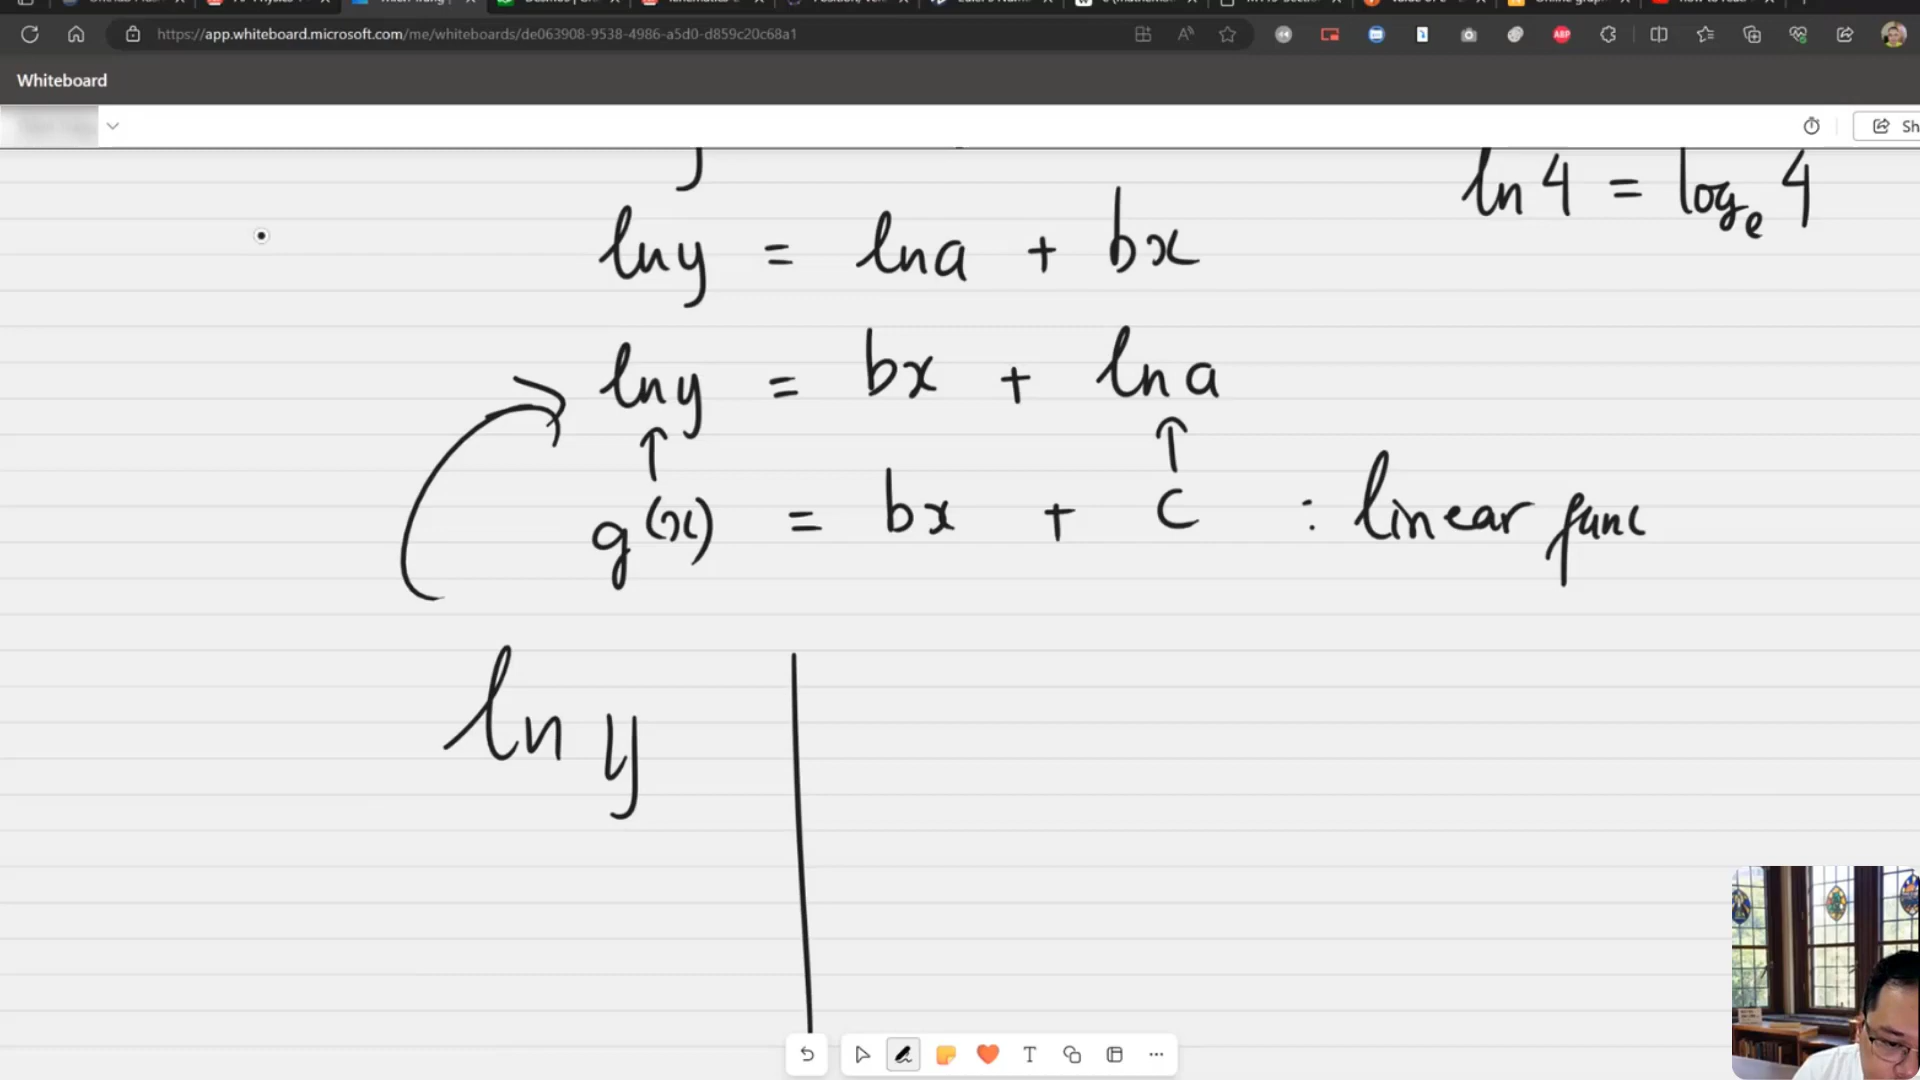 https://app.whiteboard.microsoft.com/me/whiteboards/de063908-9538-4986-a5d0-d859c20c68a1
Whiteboard
Sh
ln 4 = log_e 4
ln y = ln a + bx
ln y = bx + ln a
g(x) = bx + c : linear func
ln y